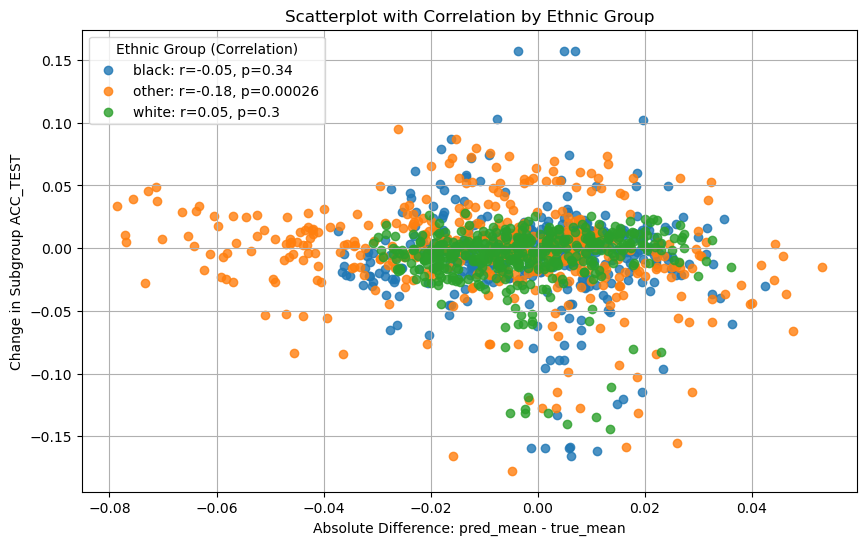 Scatterplot with Correlation by Ethnic Group
Ethnic Group (Correlation)
black: r=-0.05, p=0.34
other: r=-0.18, p=0.00026
white: r=0.05, p=0.3
Change in Subgroup ACC_TEST
0.15
0.10
0.05
0.00
−0.05
−0.10
−0.15
−0.08
−0.06
−0.04
−0.02
0.00
0.02
0.04
Absolute Difference: pred_mean - true_mean